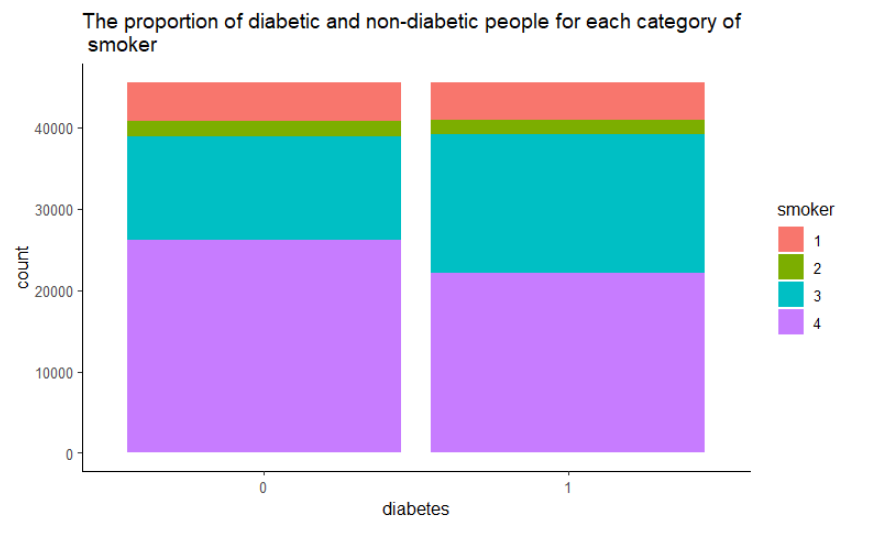 The proportion of diabetic and non-diabetic people for each category of
smoker
count
40000
30000
20000
10000
0
0
1
diabetes
smoker
1
2
3
4